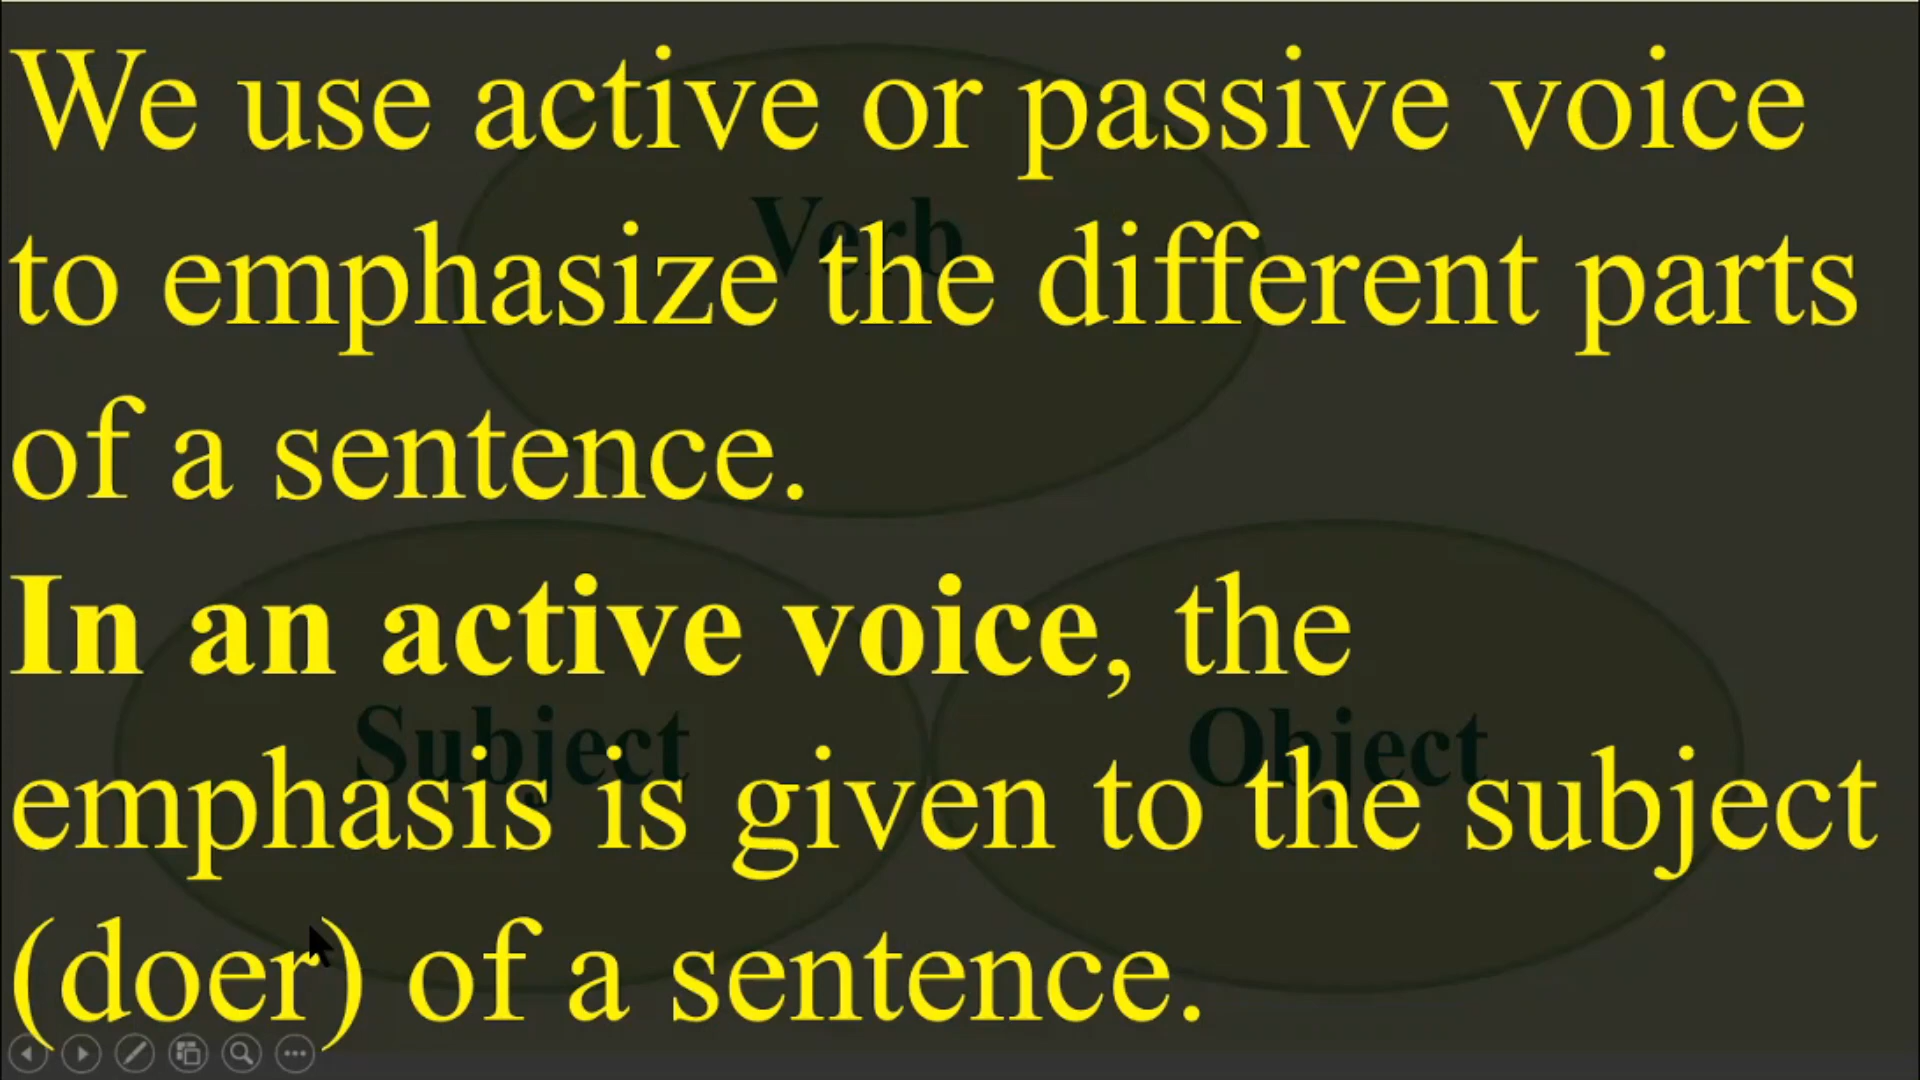 We use active or passive voice
to emphasize the different parts
of a sentence.
In an active voice, the
emphasis is given to the subject
(doer) of a sentence.
Verb
Subject
Object